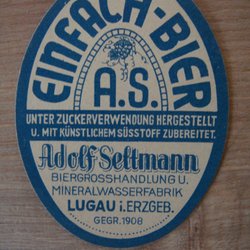 EINFACH-BIER
A.S.
UNTER ZUCKERVERWENDUNG HERGESTELLT
U. MIT KÜNSTLICHEM SÜSSTOFF ZUBEREITET.
Adolf Seltmann
BIERGROSSHANDLUNG U.
MINERALWASSERFABRIK
LUGAU i. ERZGEB.
GEGR. 1908